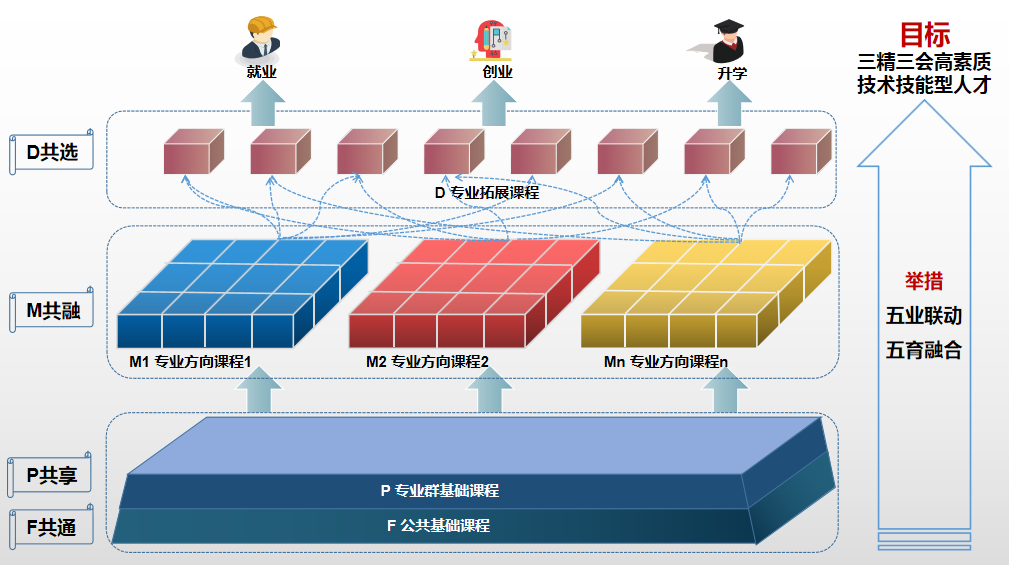 就业
创业
升学
目标
三精三会高素质
技术技能型人才
D共选
D 专业拓展课程
M共融
M1 专业方向课程1
M2 专业方向课程2
Mn 专业方向课程n
举措
五业联动
五育融合
P共享
P 专业群基础课程
F共通
F 公共基础课程